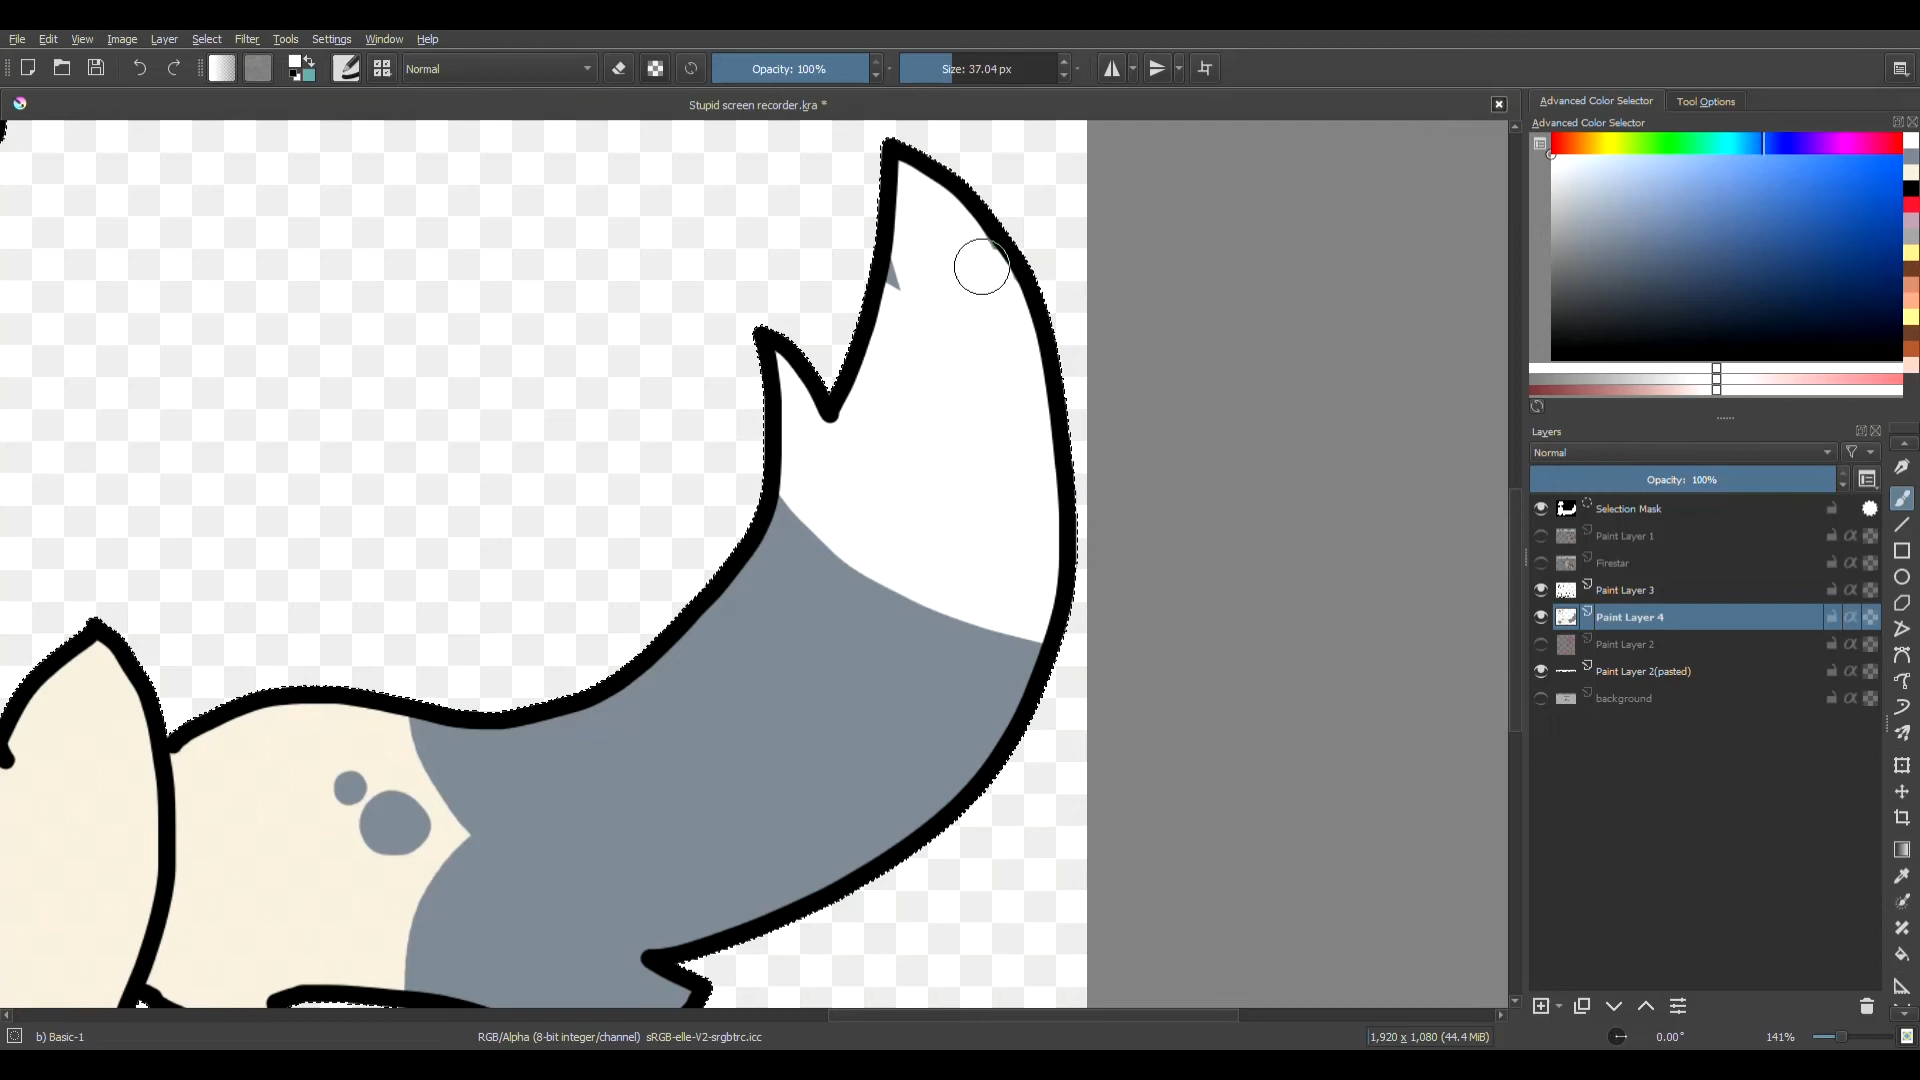 File Edit View Image Layer Select Filter Tools Settings Window Help
Normal
Opacity: 100%
Size: 37.04 px
Stupid screen recorder.kra *
Advanced Color Selector
Tool Options
Advanced Color Selector
Layers
Normal
Opacity: 100%
Selection Mask
Paint Layer 1
Firestar
Paint Layer 3
Paint Layer 4
Paint Layer 2
Paint Layer 2(pasted)
background
b) Basic-1
RGB/Alpha (8-bit integer/channel) sRGB-elle-V2-srgbtrc.icc
1,920 x 1,080 (44.4 MiB)
0.00°
141%